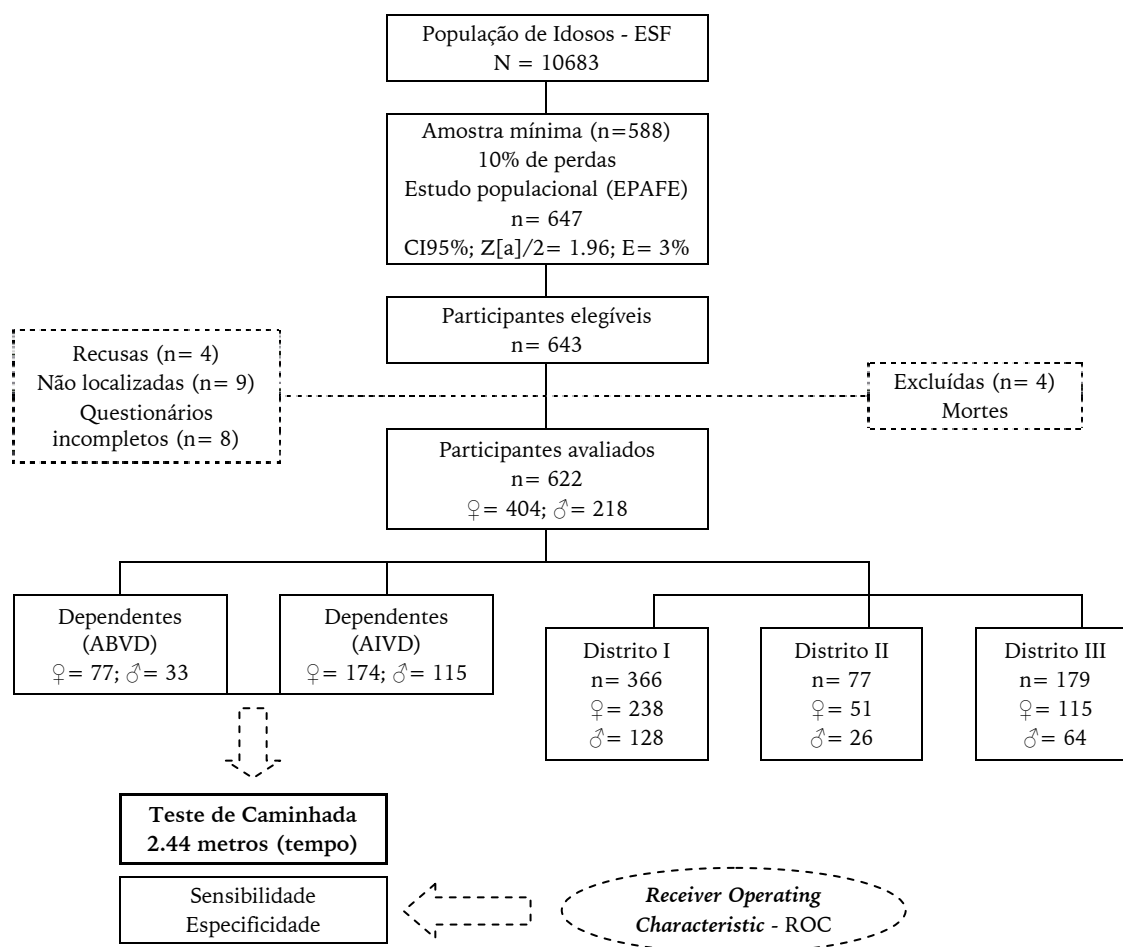 População de Idosos - ESF
N = 10683
Amostra mínima (n=588)
10% de perdas
Estudo populacional (EPAFE)
n= 647
CI95%; Z[a]/2= 1.96; E= 3%
Participantes elegíveis
n= 643
Recusas (n= 4)
Não localizadas (n= 9)
Questionários
incompletos (n= 8)
Excluídas (n= 4)
Mortes
Participantes avaliados
n= 622
♀= 404; ♂= 218
Dependentes
(ABVD)
♀= 77; ♂= 33
Dependentes
(AIVD)
♀= 174; ♂= 115
Distrito I
n= 366
♀= 238
♂= 128
Distrito II
n= 77
♀= 51
♂= 26
Distrito III
n= 179
♀= 115
♂= 64
Teste de Caminhada
2.44 metros (tempo)
Sensibilidade
Especificidade
Receiver Operating
Characteristic - ROC